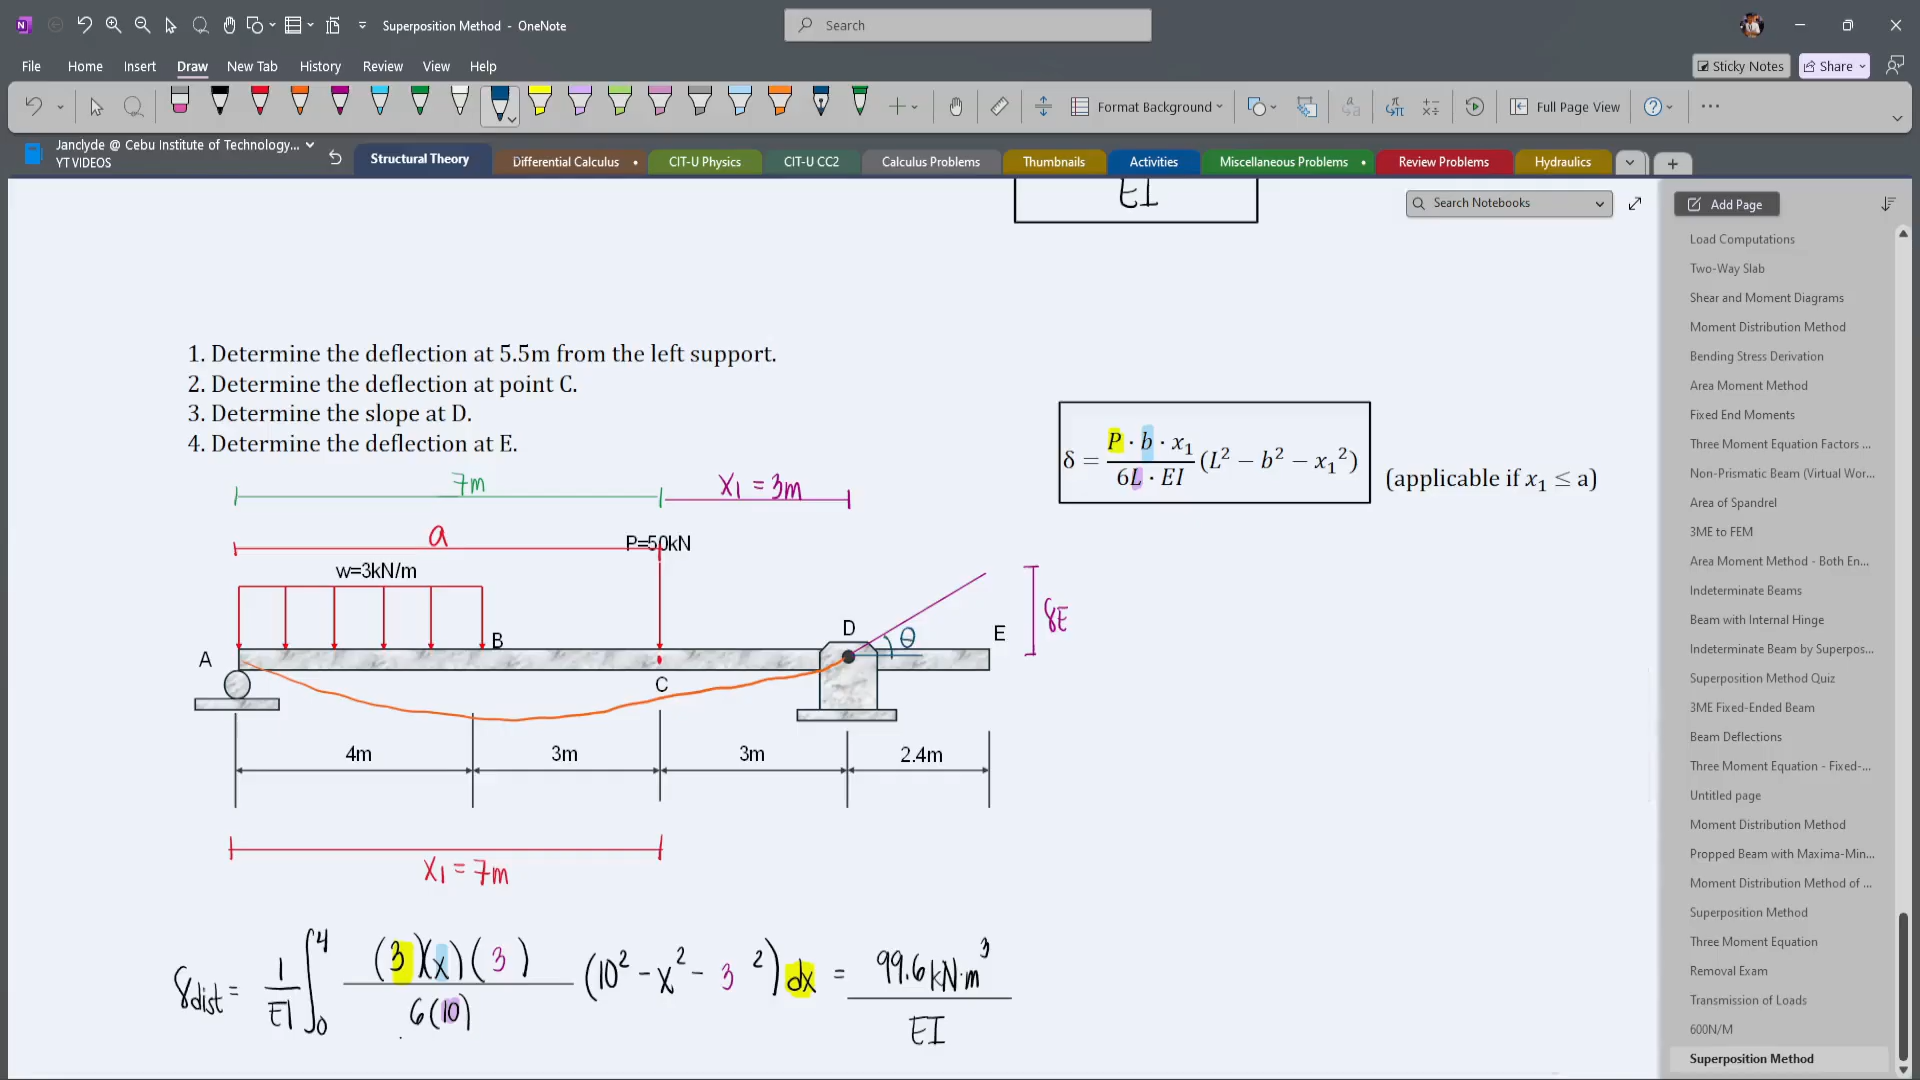 Superposition Method - OneNote
Search
File Home Insert Draw New Tab History Review View Help
Sticky Notes
Share
Format Background
Full Page View
Janclyde @ Cebu Institute of Technology...
YT VIDEOS
Structural Theory
Differential Calculus
CIT-U Physics
CIT-U CC2
Calculus Problems
Thumbnails
Activities
Miscellaneous Problems
Review Problems
Hydraulics
EI
Search Notebooks
Add Page
Load Computations
Two-Way Slab
Shear and Moment Diagrams
Moment Distribution Method
Bending Stress Derivation
Area Moment Method
Fixed End Moments
Three Moment Equation Factors ...
Non-Prismatic Beam (Virtual Wor...
Area of Spandrel
3ME to FEM
Area Moment Method - Both En...
Indeterminate Beams
Beam with Internal Hinge
Indeterminate Beam by Superpos...
Superposition Method Quiz
3ME Fixed-Ended Beam
Beam Deflections
Three Moment Equation - Fixed-...
Untitled page
Moment Distribution Method
Propped Beam with Maxima-Min...
Moment Distribution Method of ...
Superposition Method
Three Moment Equation
Removal Exam
Transmission of Loads
600N/M
Superposition Method
1. Determine the deflection at 5.5m from the left support.
2. Determine the deflection at point C.
3. Determine the slope at D.
4. Determine the deflection at E.
δ = P · b · x₁ / 6L · EI (L² − b² − x₁²)
(applicable if x₁ ≤ a)
7m
x₁ = 3m
a
P=50kN
w=3kN/m
A
B
C
D
θ
E
δE
4m
3m
3m
2.4m
x₁ = 7m
δdist = 1/EI ∫₀⁴ (3)(x)(3) / 6(10) (10² − x² − 3²) dx = 99.6 kN·m³ / EI